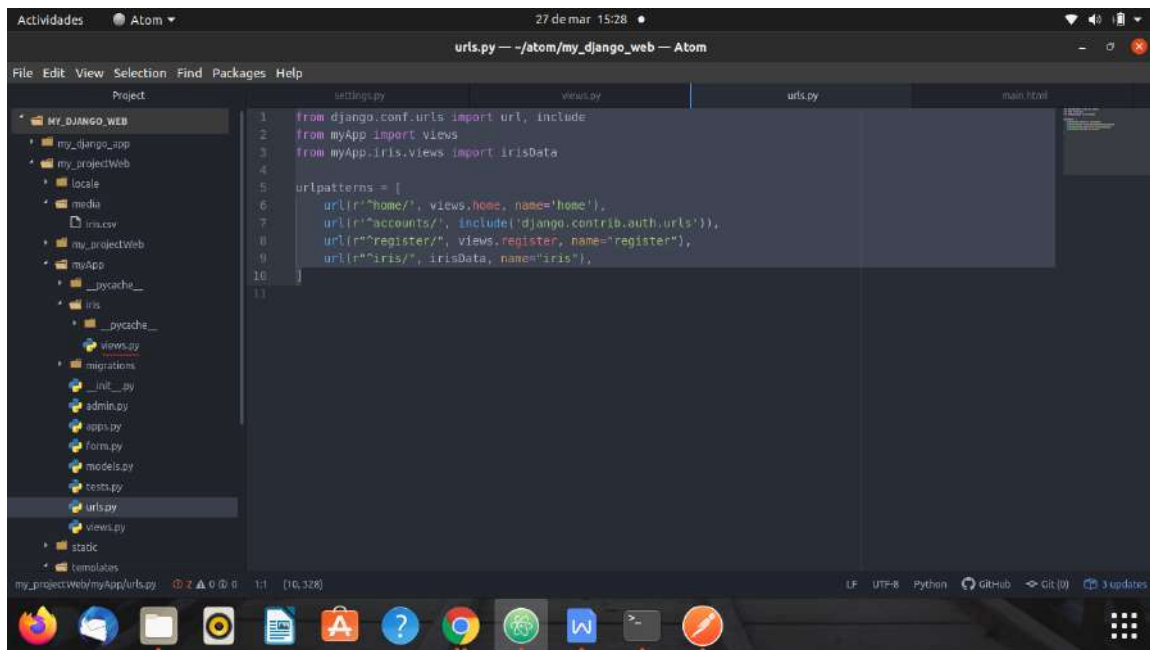 Actividades Atom 27 de mar 15:28
urls.py — ~/atom/my_django_web — Atom
File Edit View Selection Find Packages Help
Project settings.py views.py urls.py main.html
MY_DJANGO_WEB
my_django_app
my_projectWeb
locale
media
iris.csv
my_projectWeb
myApp
__pycache__
iris
__pycache__
views.py
migrations
__init__.py
admin.py
apps.py
form.py
models.py
tests.py
urls.py
views.py
static
templates
1 from django.conf.urls import url, include
2 from myApp import views
3 from myApp.iris.views import irisData
4
5 urlpatterns = [
6 url(r'^home/', views.home, name='home'),
7 url(r'^accounts/', include('django.contrib.auth.urls')),
8 url(r"^register/", views.register, name="register"),
9 url(r"^iris/", irisData, name="iris"),
10 ]
11
my_projectWeb/myApp/urls.py 2 0 0 1:1 (10, 328) LF UTF-8 Python GitHub Git (0) 3 updates